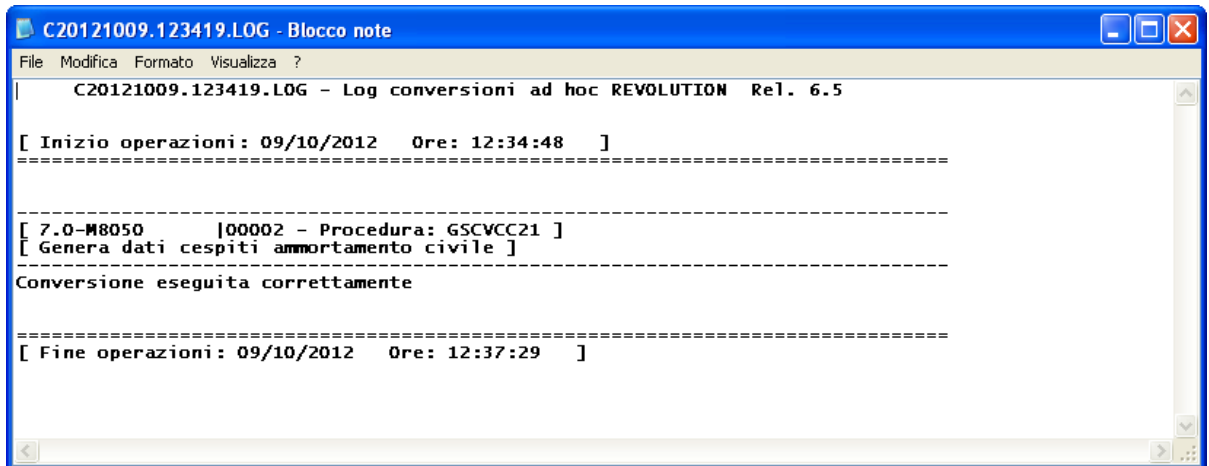 C20121009.123419.LOG - Blocco note
File Modifica Formato Visualizza ?
C20121009.123419.LOG - Log conversioni ad hoc REVOLUTION Rel. 6.5
[ Inizio operazioni: 09/10/2012 Ore: 12:34:48 ]
================================================================================
--------------------------------------------------------------------------------
[ 7.0-M8050 |00002 - Procedura: GSCVCC21 ]
[ Genera dati cespiti ammortamento civile ]
--------------------------------------------------------------------------------
Conversione eseguita correttamente
================================================================================
[ Fine operazioni: 09/10/2012 Ore: 12:37:29 ]